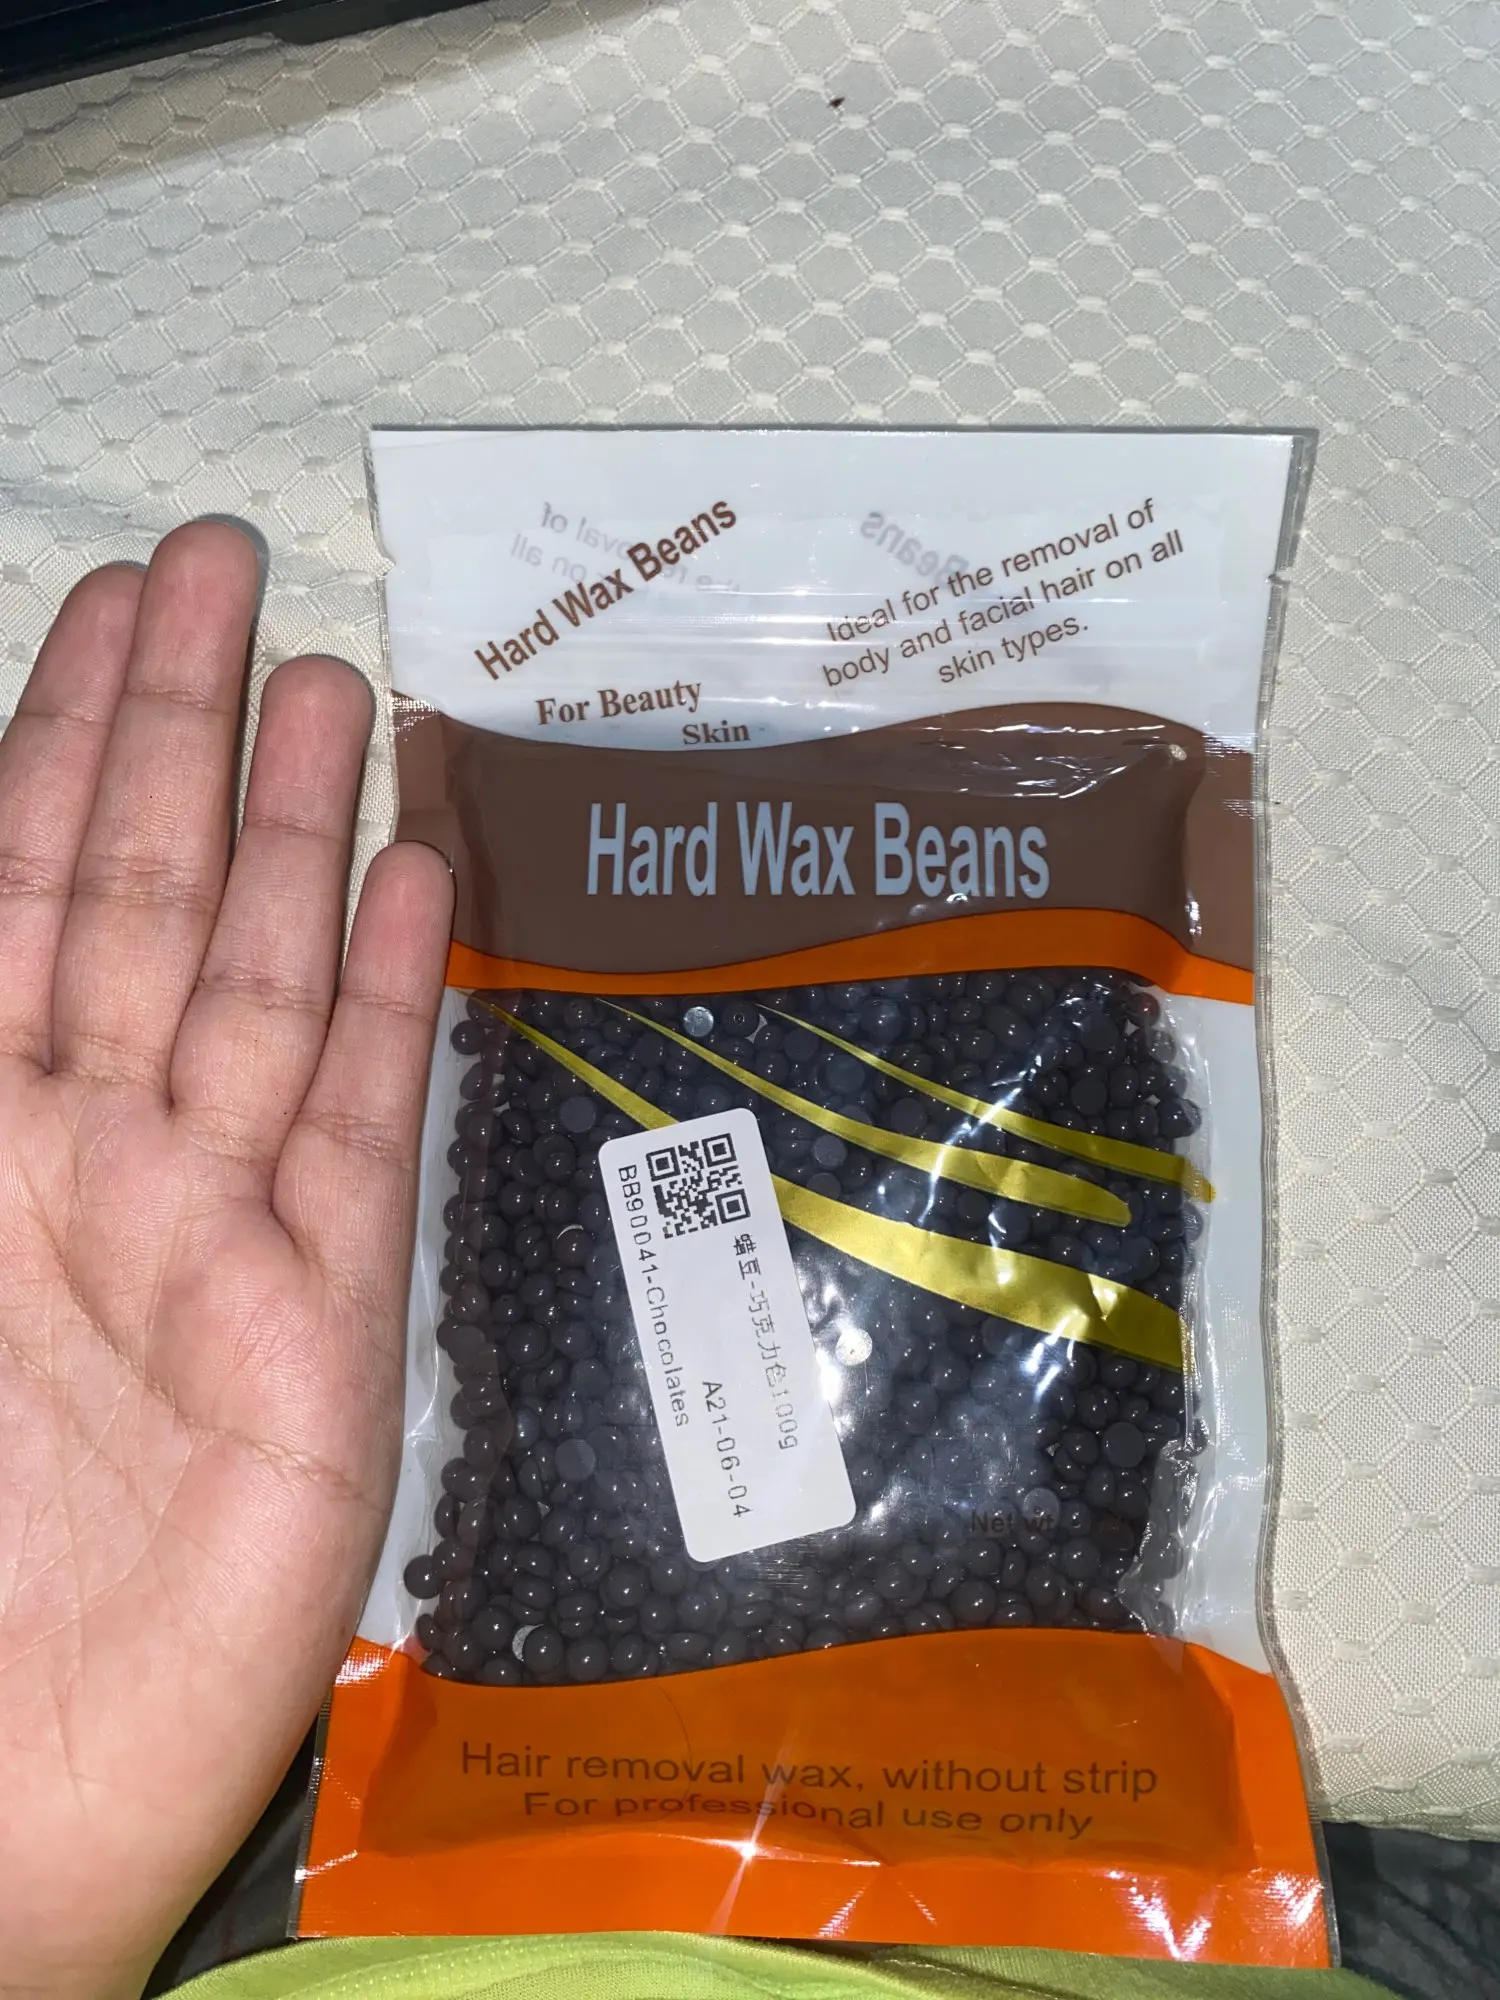 Hard Wax Beans
Ideal for the removal of
body and facial hair on all
skin types.
For Beauty
Skin
Hard Wax Beans
蜡豆-巧克力色100g
A21-06-04
BB90041-Chocolates
Net wt
Hair removal wax, without strip
For professional use only